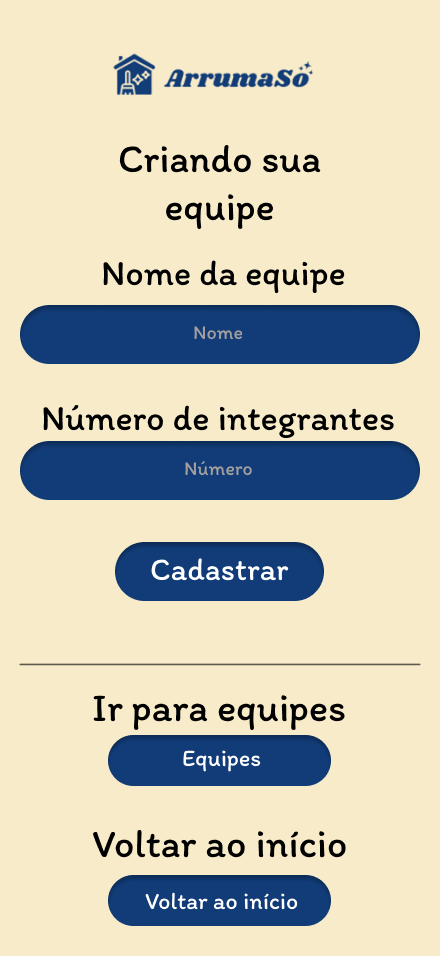 ArrumaSó
Criando sua
equipe
Nome da equipe
Nome
Número de integrantes
Número
Cadastrar
Ir para equipes
Equipes
Voltar ao início
Voltar ao início